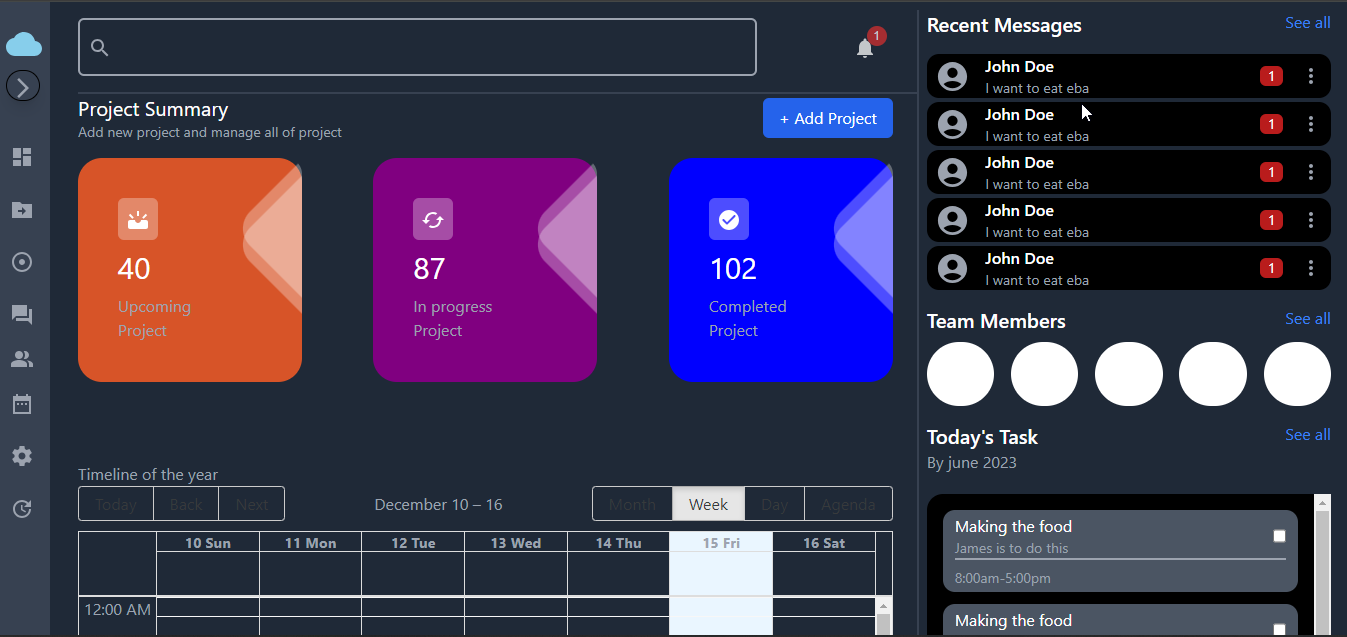 1
Project Summary
Add new project and manage all of project
+ Add Project
40
Upcoming
Project
87
In progress
Project
102
Completed
Project
Timeline of the year
Today Back Next
December 10 – 16
Month Week Day Agenda
10 Sun 11 Mon 12 Tue 13 Wed 14 Thu 15 Fri 16 Sat
12:00 AM
Recent Messages
See all
John Doe
I want to eat eba
1
John Doe
I want to eat eba
1
John Doe
I want to eat eba
1
John Doe
I want to eat eba
1
John Doe
I want to eat eba
1
Team Members
See all
Today's Task
See all
By june 2023
Making the food
James is to do this
8:00am-5:00pm
Making the food